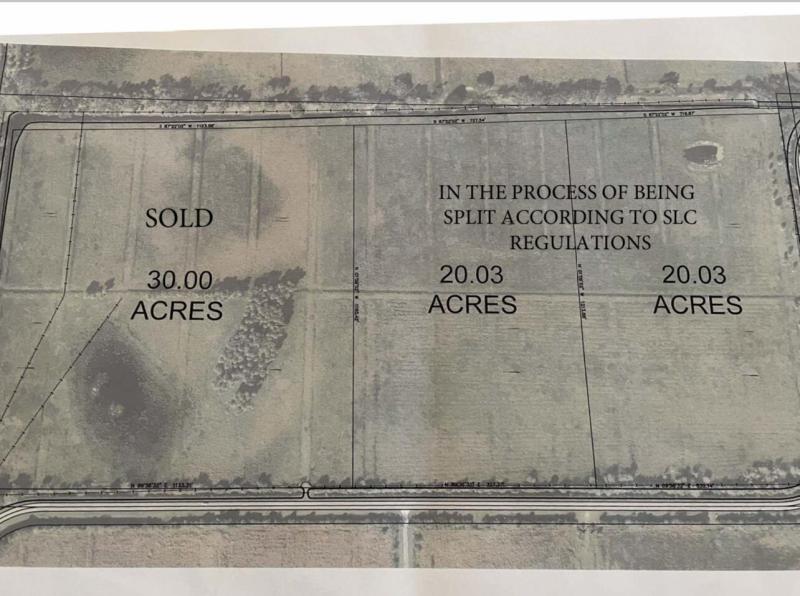 SOLD
30.00
ACRES
IN THE PROCESS OF BEING
SPLIT ACCORDING TO SLC
REGULATIONS
20.03
ACRES
20.03
ACRES